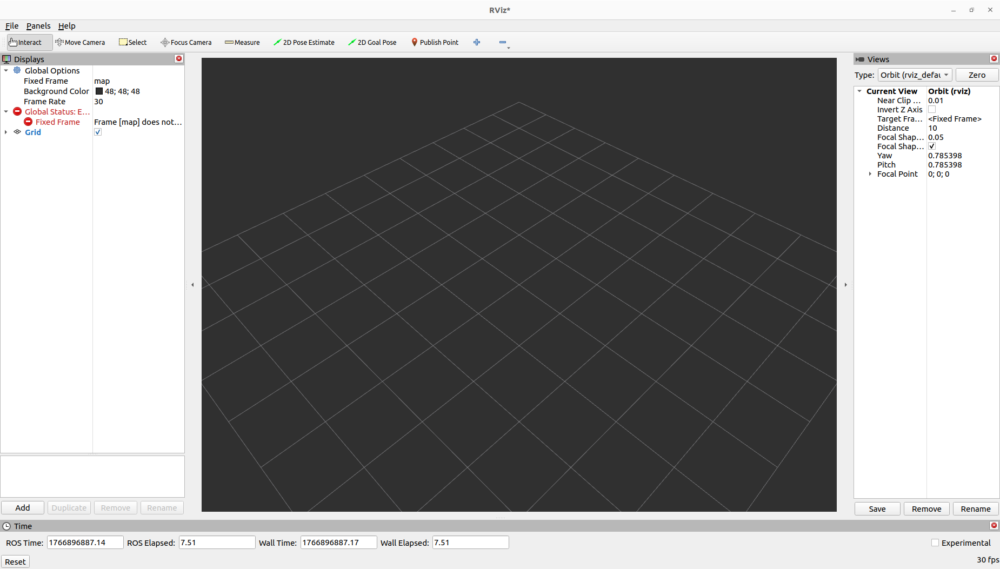 RViz*
File Panels Help
Interact Move Camera Select Focus Camera Measure 2D Pose Estimate 2D Goal Pose Publish Point
Displays
Global Options
Fixed Frame map
Background Color 48; 48; 48
Frame Rate 30
Global Status: E...
Fixed Frame Frame [map] does not...
Grid
Add Duplicate Remove Rename
Views
Type: Orbit (rviz_defau Zero
Current View Orbit (rviz)
Near Clip ... 0.01
Invert Z Axis
Target Fra... <Fixed Frame>
Distance 10
Focal Shap... 0.05
Focal Shap...
Yaw 0.785398
Pitch 0.785398
Focal Point 0; 0; 0
Save Remove Rename
Time
ROS Time: 1766896887.14 ROS Elapsed: 7.51 Wall Time: 1766896887.17 Wall Elapsed: 7.51 Experimental
Reset 30 fps